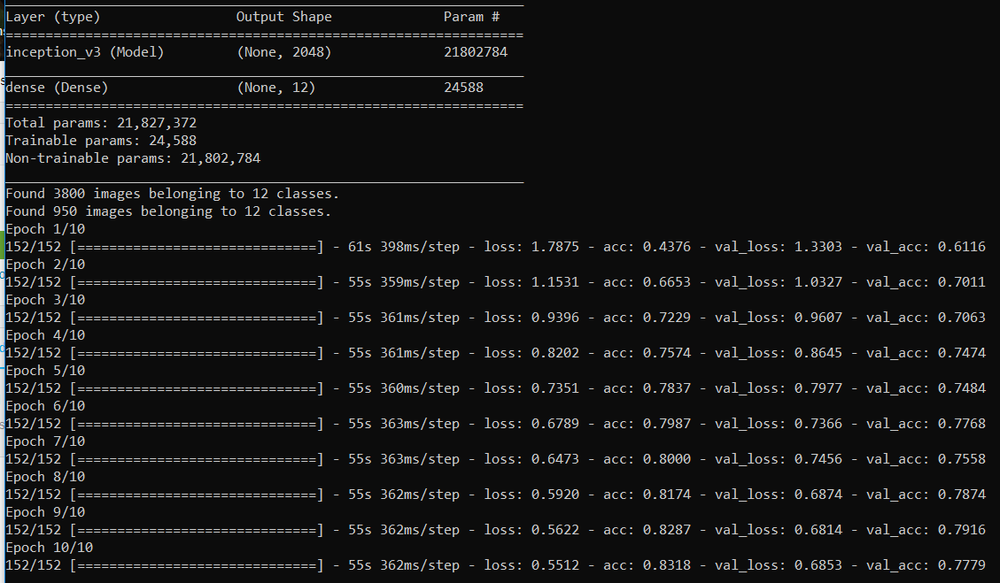 Layer (type) Output Shape Param #
=================================================================
inception_v3 (Model) (None, 2048) 21802784
_________________________________________________________________
dense (Dense) (None, 12) 24588
=================================================================
Total params: 21,827,372
Trainable params: 24,588
Non-trainable params: 21,802,784
_________________________________________________________________
Found 3800 images belonging to 12 classes.
Found 950 images belonging to 12 classes.
Epoch 1/10
152/152 [==============================] - 61s 398ms/step - loss: 1.7875 - acc: 0.4376 - val_loss: 1.3303 - val_acc: 0.6116
Epoch 2/10
152/152 [==============================] - 55s 359ms/step - loss: 1.1531 - acc: 0.6653 - val_loss: 1.0327 - val_acc: 0.7011
Epoch 3/10
152/152 [==============================] - 55s 361ms/step - loss: 0.9396 - acc: 0.7229 - val_loss: 0.9607 - val_acc: 0.7063
Epoch 4/10
152/152 [==============================] - 55s 361ms/step - loss: 0.8202 - acc: 0.7574 - val_loss: 0.8645 - val_acc: 0.7474
Epoch 5/10
152/152 [==============================] - 55s 360ms/step - loss: 0.7351 - acc: 0.7837 - val_loss: 0.7977 - val_acc: 0.7484
Epoch 6/10
152/152 [==============================] - 55s 363ms/step - loss: 0.6789 - acc: 0.7987 - val_loss: 0.7366 - val_acc: 0.7768
Epoch 7/10
152/152 [==============================] - 55s 363ms/step - loss: 0.6473 - acc: 0.8000 - val_loss: 0.7456 - val_acc: 0.7558
Epoch 8/10
152/152 [==============================] - 55s 362ms/step - loss: 0.5920 - acc: 0.8174 - val_loss: 0.6874 - val_acc: 0.7874
Epoch 9/10
152/152 [==============================] - 55s 362ms/step - loss: 0.5622 - acc: 0.8287 - val_loss: 0.6814 - val_acc: 0.7916
Epoch 10/10
152/152 [==============================] - 55s 362ms/step - loss: 0.5512 - acc: 0.8318 - val_loss: 0.6853 - val_acc: 0.7779